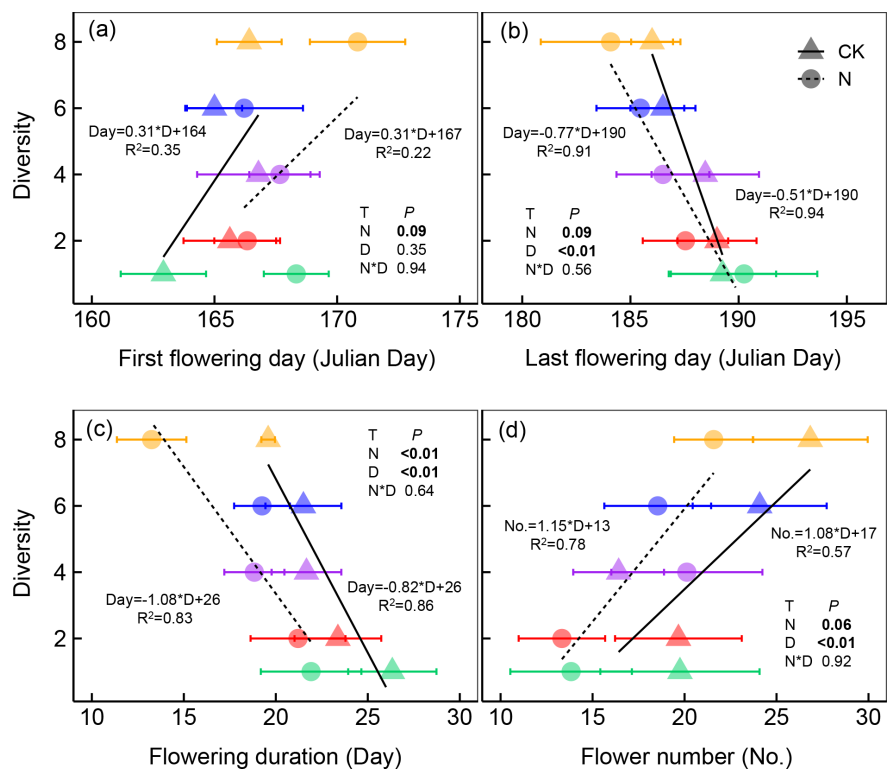 (a)
Diversity
8
6
4
2
Day=0.31*D+164
R²=0.35
Day=0.31*D+167
R²=0.22
T P
N 0.09
D 0.35
N*D 0.94
160 165 170 175
First flowering day (Julian Day)
(b)
CK
N
Day=-0.77*D+190
R²=0.91
Day=-0.51*D+190
R²=0.94
T P
N 0.09
D <0.01
N*D 0.56
180 185 190 195
Last flowering day (Julian Day)
(c)
Diversity
8
6
4
2
T P
N <0.01
D <0.01
N*D 0.64
Day=-1.08*D+26
R²=0.83
Day=-0.82*D+26
R²=0.86
10 15 20 25 30
Flowering duration (Day)
(d)
No.=1.15*D+13
R²=0.78
No.=1.08*D+17
R²=0.57
T P
N 0.06
D <0.01
N*D 0.92
10 15 20 25 30
Flower number (No.)